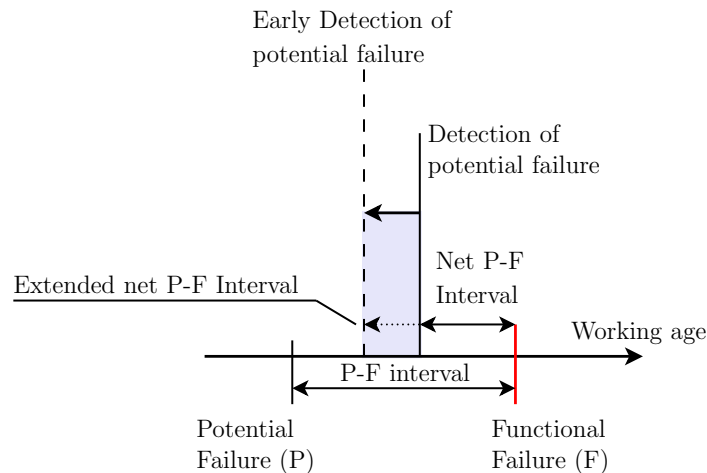 Early Detection of
potential failure
Detection of
potential failure
Net P-F
Interval
Extended net P-F Interval
Working age
P-F interval
Potential
Failure (P)
Functional
Failure (F)